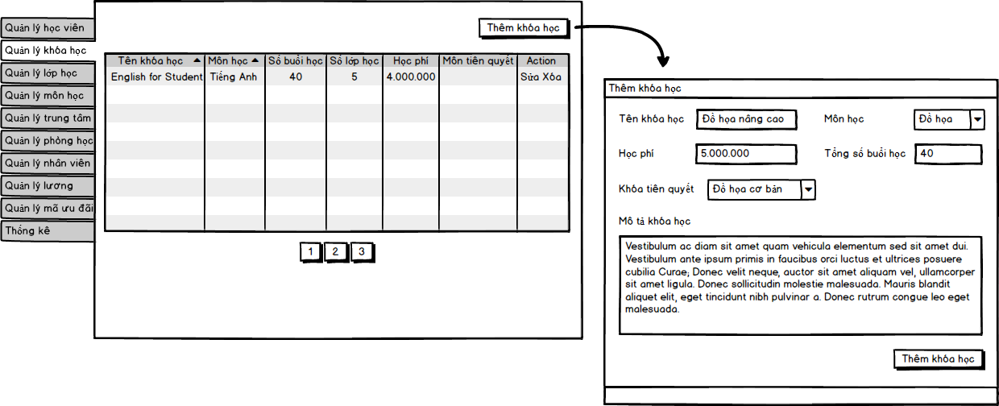 Quản lý học viên
Quản lý khóa học
Quản lý lớp học
Quản lý môn học
Quản lý trung tâm
Quản lý phòng học
Quản lý nhân viên
Quản lý lương
Quản lý mã ưu đãi
Thống kê
Thêm khóa học
Tên khóa học Môn học Số buổi học Số lớp học Học phí Môn tiên quyết Action
English for Student Tiếng Anh 40 5 4.000.000 Sửa Xóa
1 2 3
Thêm khóa học
Tên khóa học Đồ họa nâng cao Môn học Đồ họa
Học phí 5.000.000 Tổng số buổi học 40
Khóa tiên quyết Đồ họa cơ bản
Mô tả khóa học
Vestibulum ac diam sit amet quam vehicula elementum sed sit amet dui.
Vestibulum ante ipsum primis in faucibus orci luctus et ultrices posuere
cubilia Curae; Donec velit neque, auctor sit amet aliquam vel, ullamcorper
sit amet ligula. Donec sollicitudin molestie malesuada. Mauris blandit
aliquet elit, eget tincidunt nibh pulvinar a. Donec rutrum congue leo eget
malesuada.
Thêm khóa học